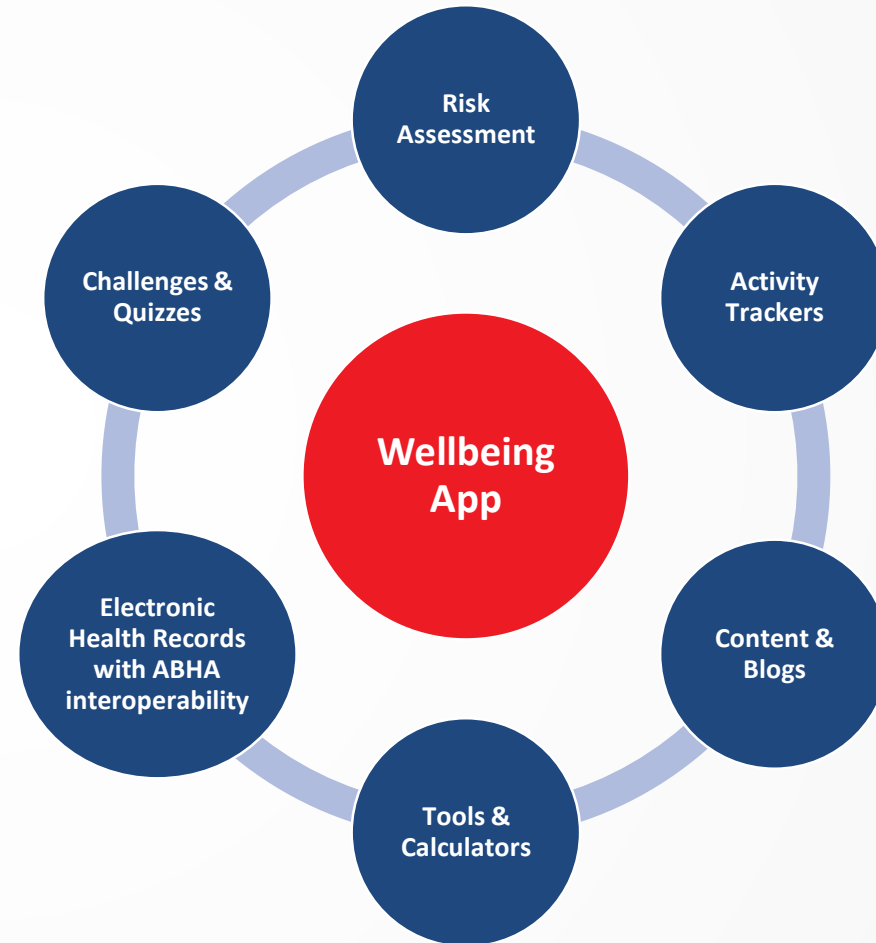 Risk
Assessment
Activity
Trackers
Content &
Blogs
Tools &
Calculators
Electronic
Health Records
with ABHA
interoperability
Challenges &
Quizzes
Wellbeing
App